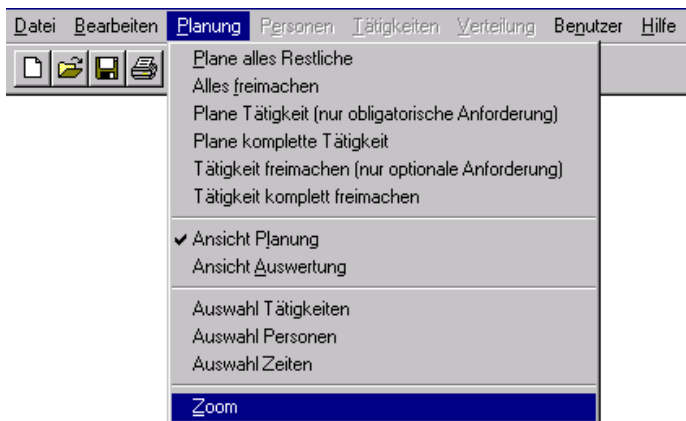 Datei Bearbeiten Planung Personen Tätigkeiten Verteilung Benutzer Hilfe
Plane alles Restliche
Alles freimachen
Plane Tätigkeit (nur obligatorische Anforderung)
Plane komplette Tätigkeit
Tätigkeit freimachen (nur optionale Anforderung)
Tätigkeit komplett freimachen
Ansicht Planung
Ansicht Auswertung
Auswahl Tätigkeiten
Auswahl Personen
Auswahl Zeiten
Zoom